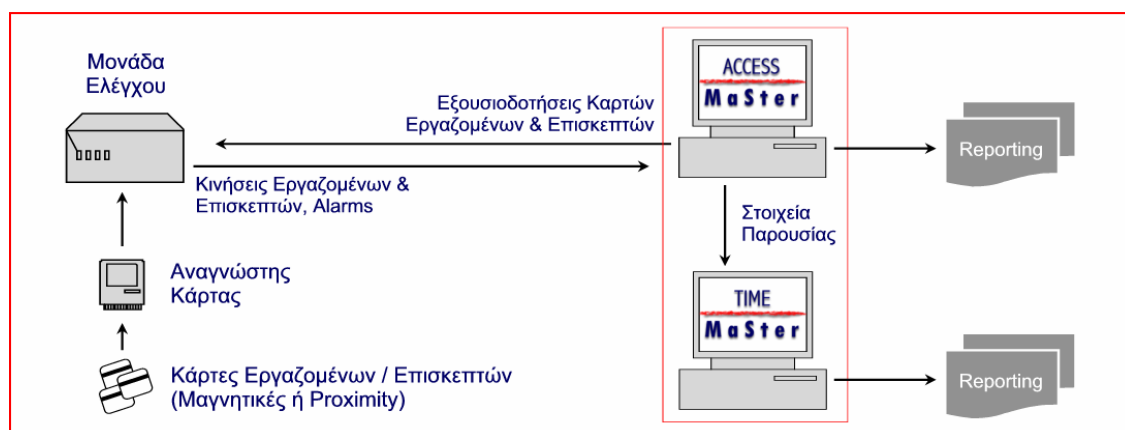 Μονάδα
Ελέγχου
ACCESS
MaSter
Εξουσιοδοτήσεις Καρτών
Εργαζομένων & Επισκεπτών
Reporting
Κινήσεις Εργαζομένων &
Επισκεπτών, Alarms
Στοιχεία
Παρουσίας
Αναγνώστης
Κάρτας
TIME
MaSter
Κάρτες Εργαζομένων / Επισκεπτών
(Μαγνητικές ή Proximity)
Reporting